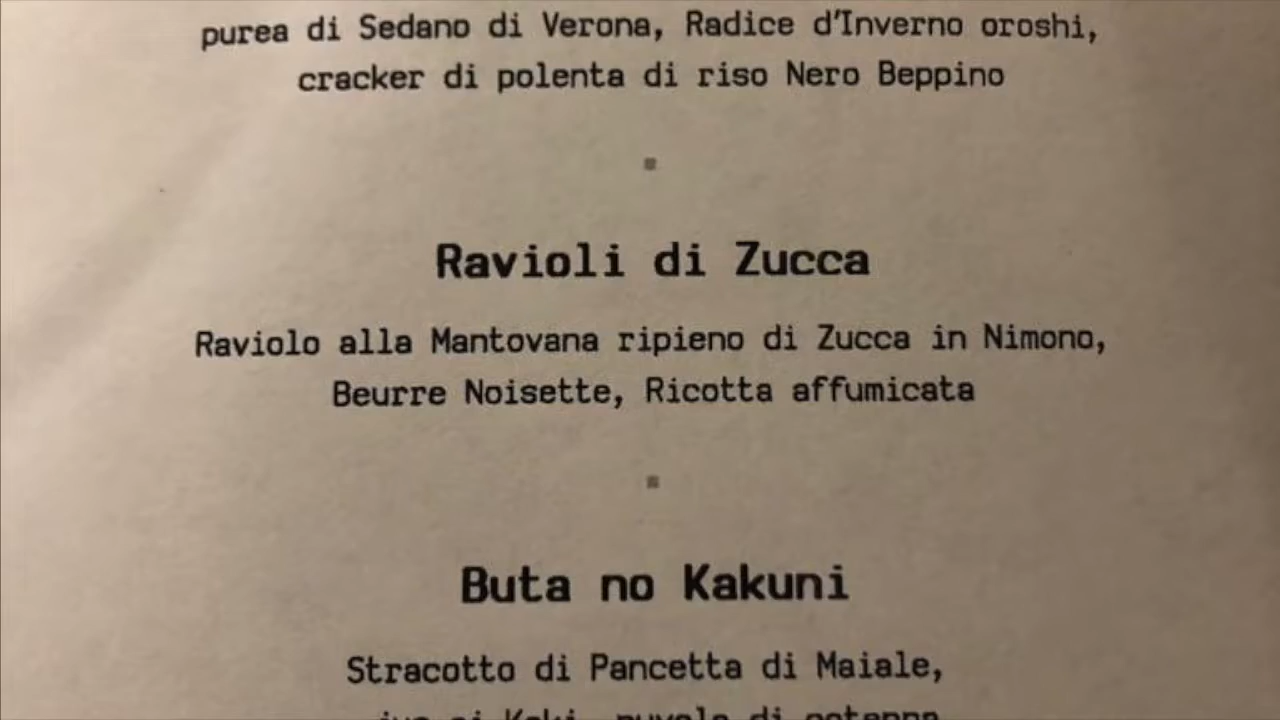 purea di Sedano di Verona, Radice d'Inverno oroshi,
cracker di polenta di riso Nero Beppino
Ravioli di Zucca
Raviolo alla Mantovana ripieno di Zucca in Nimono,
Beurre Noisette, Ricotta affumicata
Buta no Kakuni
Stracotto di Pancetta di Maiale,
Kaki, di